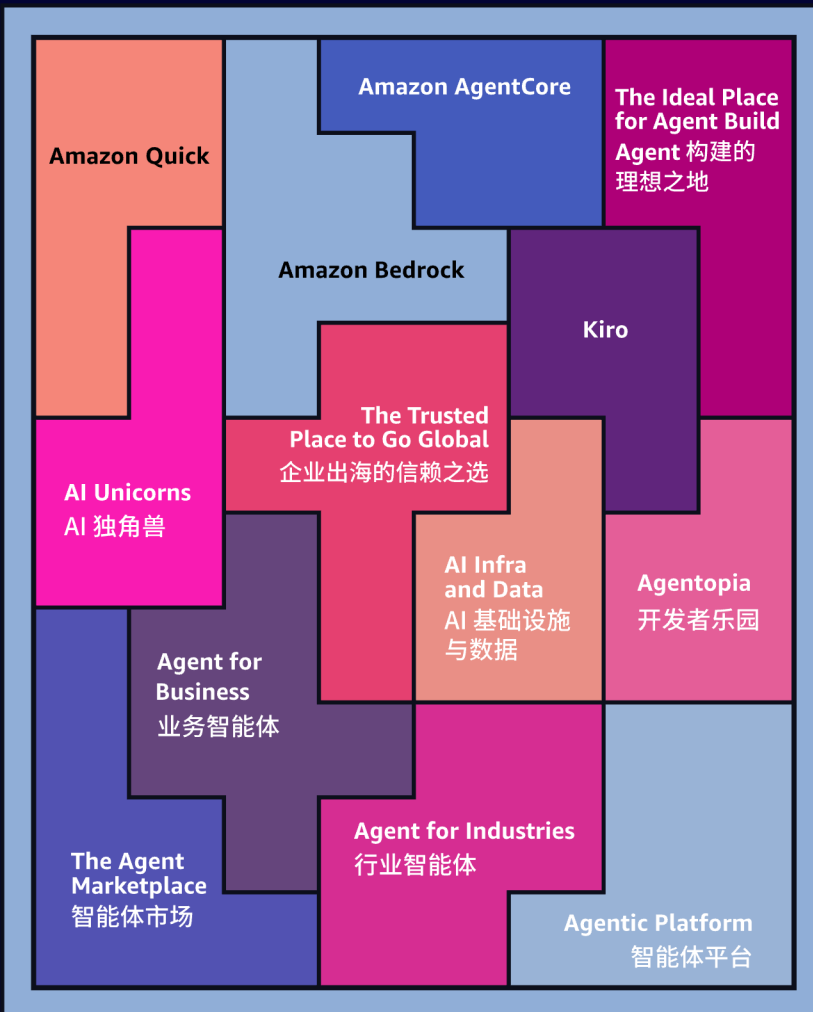 Amazon Quick
Amazon AgentCore
The Ideal Place
for Agent Build
Agent 构建的
理想之地
Amazon Bedrock
Kiro
The Trusted
Place to Go Global
企业出海的信赖之选
AI Unicorns
AI 独角兽
AI Infra
and Data
AI 基础设施
与数据
Agentopia
开发者乐园
Agent for
Business
业务智能体
The Agent
Marketplace
智能体市场
Agent for Industries
行业智能体
Agentic Platform
智能体平台